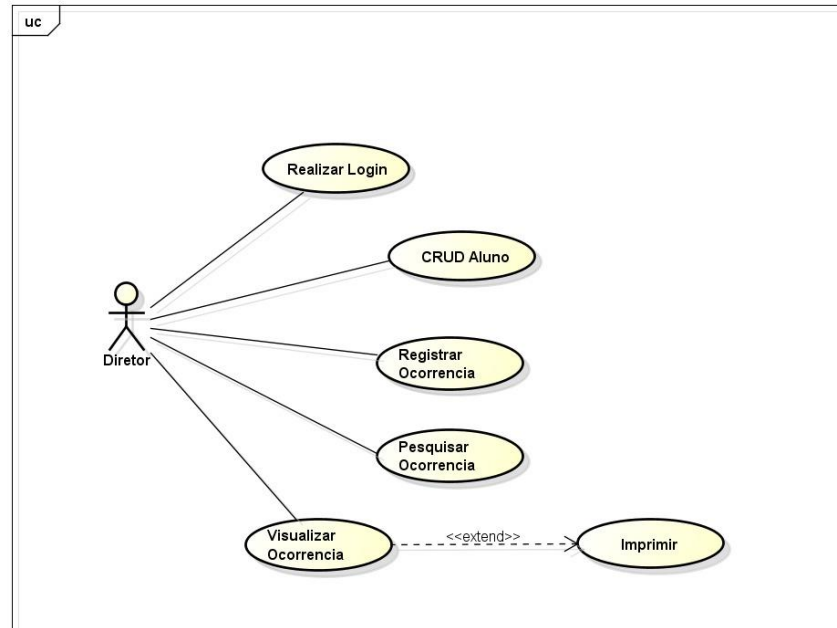 uc
Realizar Login
CRUD Aluno
Diretor
Registrar
Ocorrencia
Pesquisar
Ocorrencia
Visualizar
Ocorrencia
<<extend>>
Imprimir